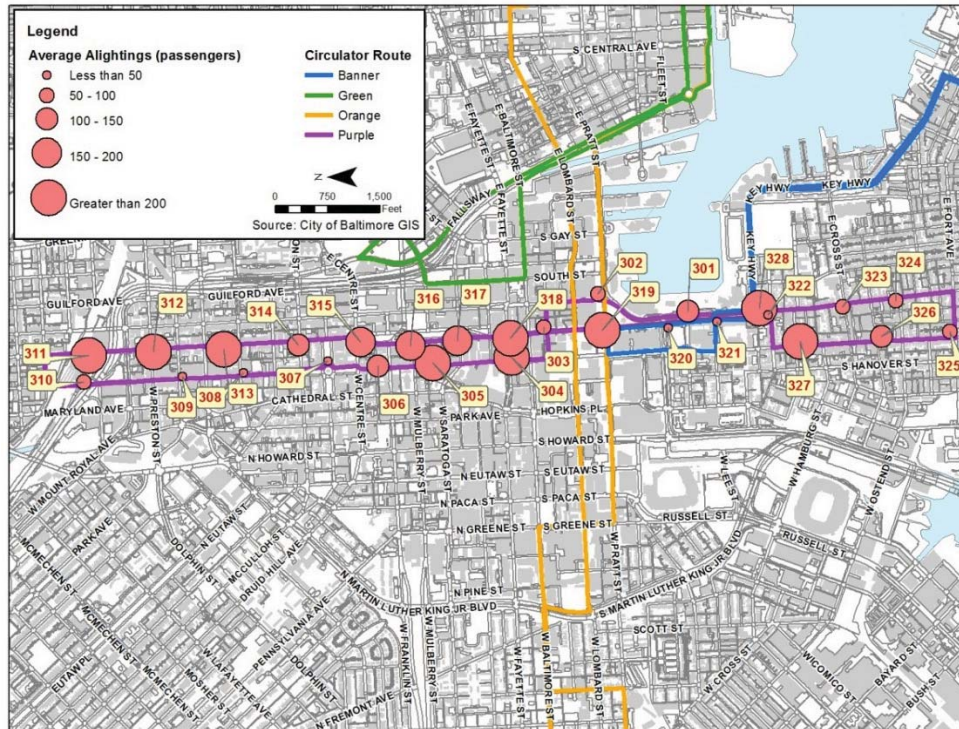 Legend
Average Alightings (passengers)
Less than 50
50 - 100
100 - 150
150 - 200
Greater than 200
Circulator Route
Banner
Green
Orange
Purple
N
0 750 1,500
Feet
Source: City of Baltimore GIS
S CENTRAL AVE
FLEET ST
E FAYETTE ST
E BALTIMORE ST
E PRATT ST
E LOMBARD ST
E FAYETTE ST
FALLSWAY
S GAY ST
SOUTH ST
E CENTRE ST
GUILFORD AVE
GUILFORD AVE
KEY HWY
KEY HWY
KEY HWY
E CROSS ST
E FORT AVE
302
301
328
322
323
324
312
314
315
316
317
318
319
311
310
309
308
313
307
306
305
304
303
320
321
327
326
325
MARYLAND AVE
W PRESTON ST
CATHEDRAL ST
W CENTRE ST
W MULBERRY ST
W SARATOGA ST
PARK AVE
HOPKINS PL
S HANOVER ST
W MOUNT ROYAL AVE
N HOWARD ST
S HOWARD ST
N EUTAW ST
S EUTAW ST
N PACA ST
S PACA ST
N GREENE ST
S GREENE ST
W LEE ST
W HAMBURG ST
W OSTEND ST
RUSSELL ST
RUSSELL ST
PARK AVE
DOLPHIN ST
N EUTAW ST
MCCULLOH ST
DRUID HILL AVE
MCMECHEN ST
N MARTIN LUTHER KING JR BLVD
S MARTIN LUTHER KING JR BLVD
N PINE ST
W PRATT ST
SCOTT ST
PENNSYLVANIA AVE
DOLPHIN ST
W LAFAYETTE AVE
MOSHER ST
MCMECHEN ST
MCMECHEN ST
EUTAW PL
N FREMONT AVE
W FRANKLIN ST
W MULBERRY ST
W FAYETTE ST
W BALTIMORE ST
W LOMBARD ST
W CROSS ST
WICOMICO ST
BAYARD ST
BUSH ST